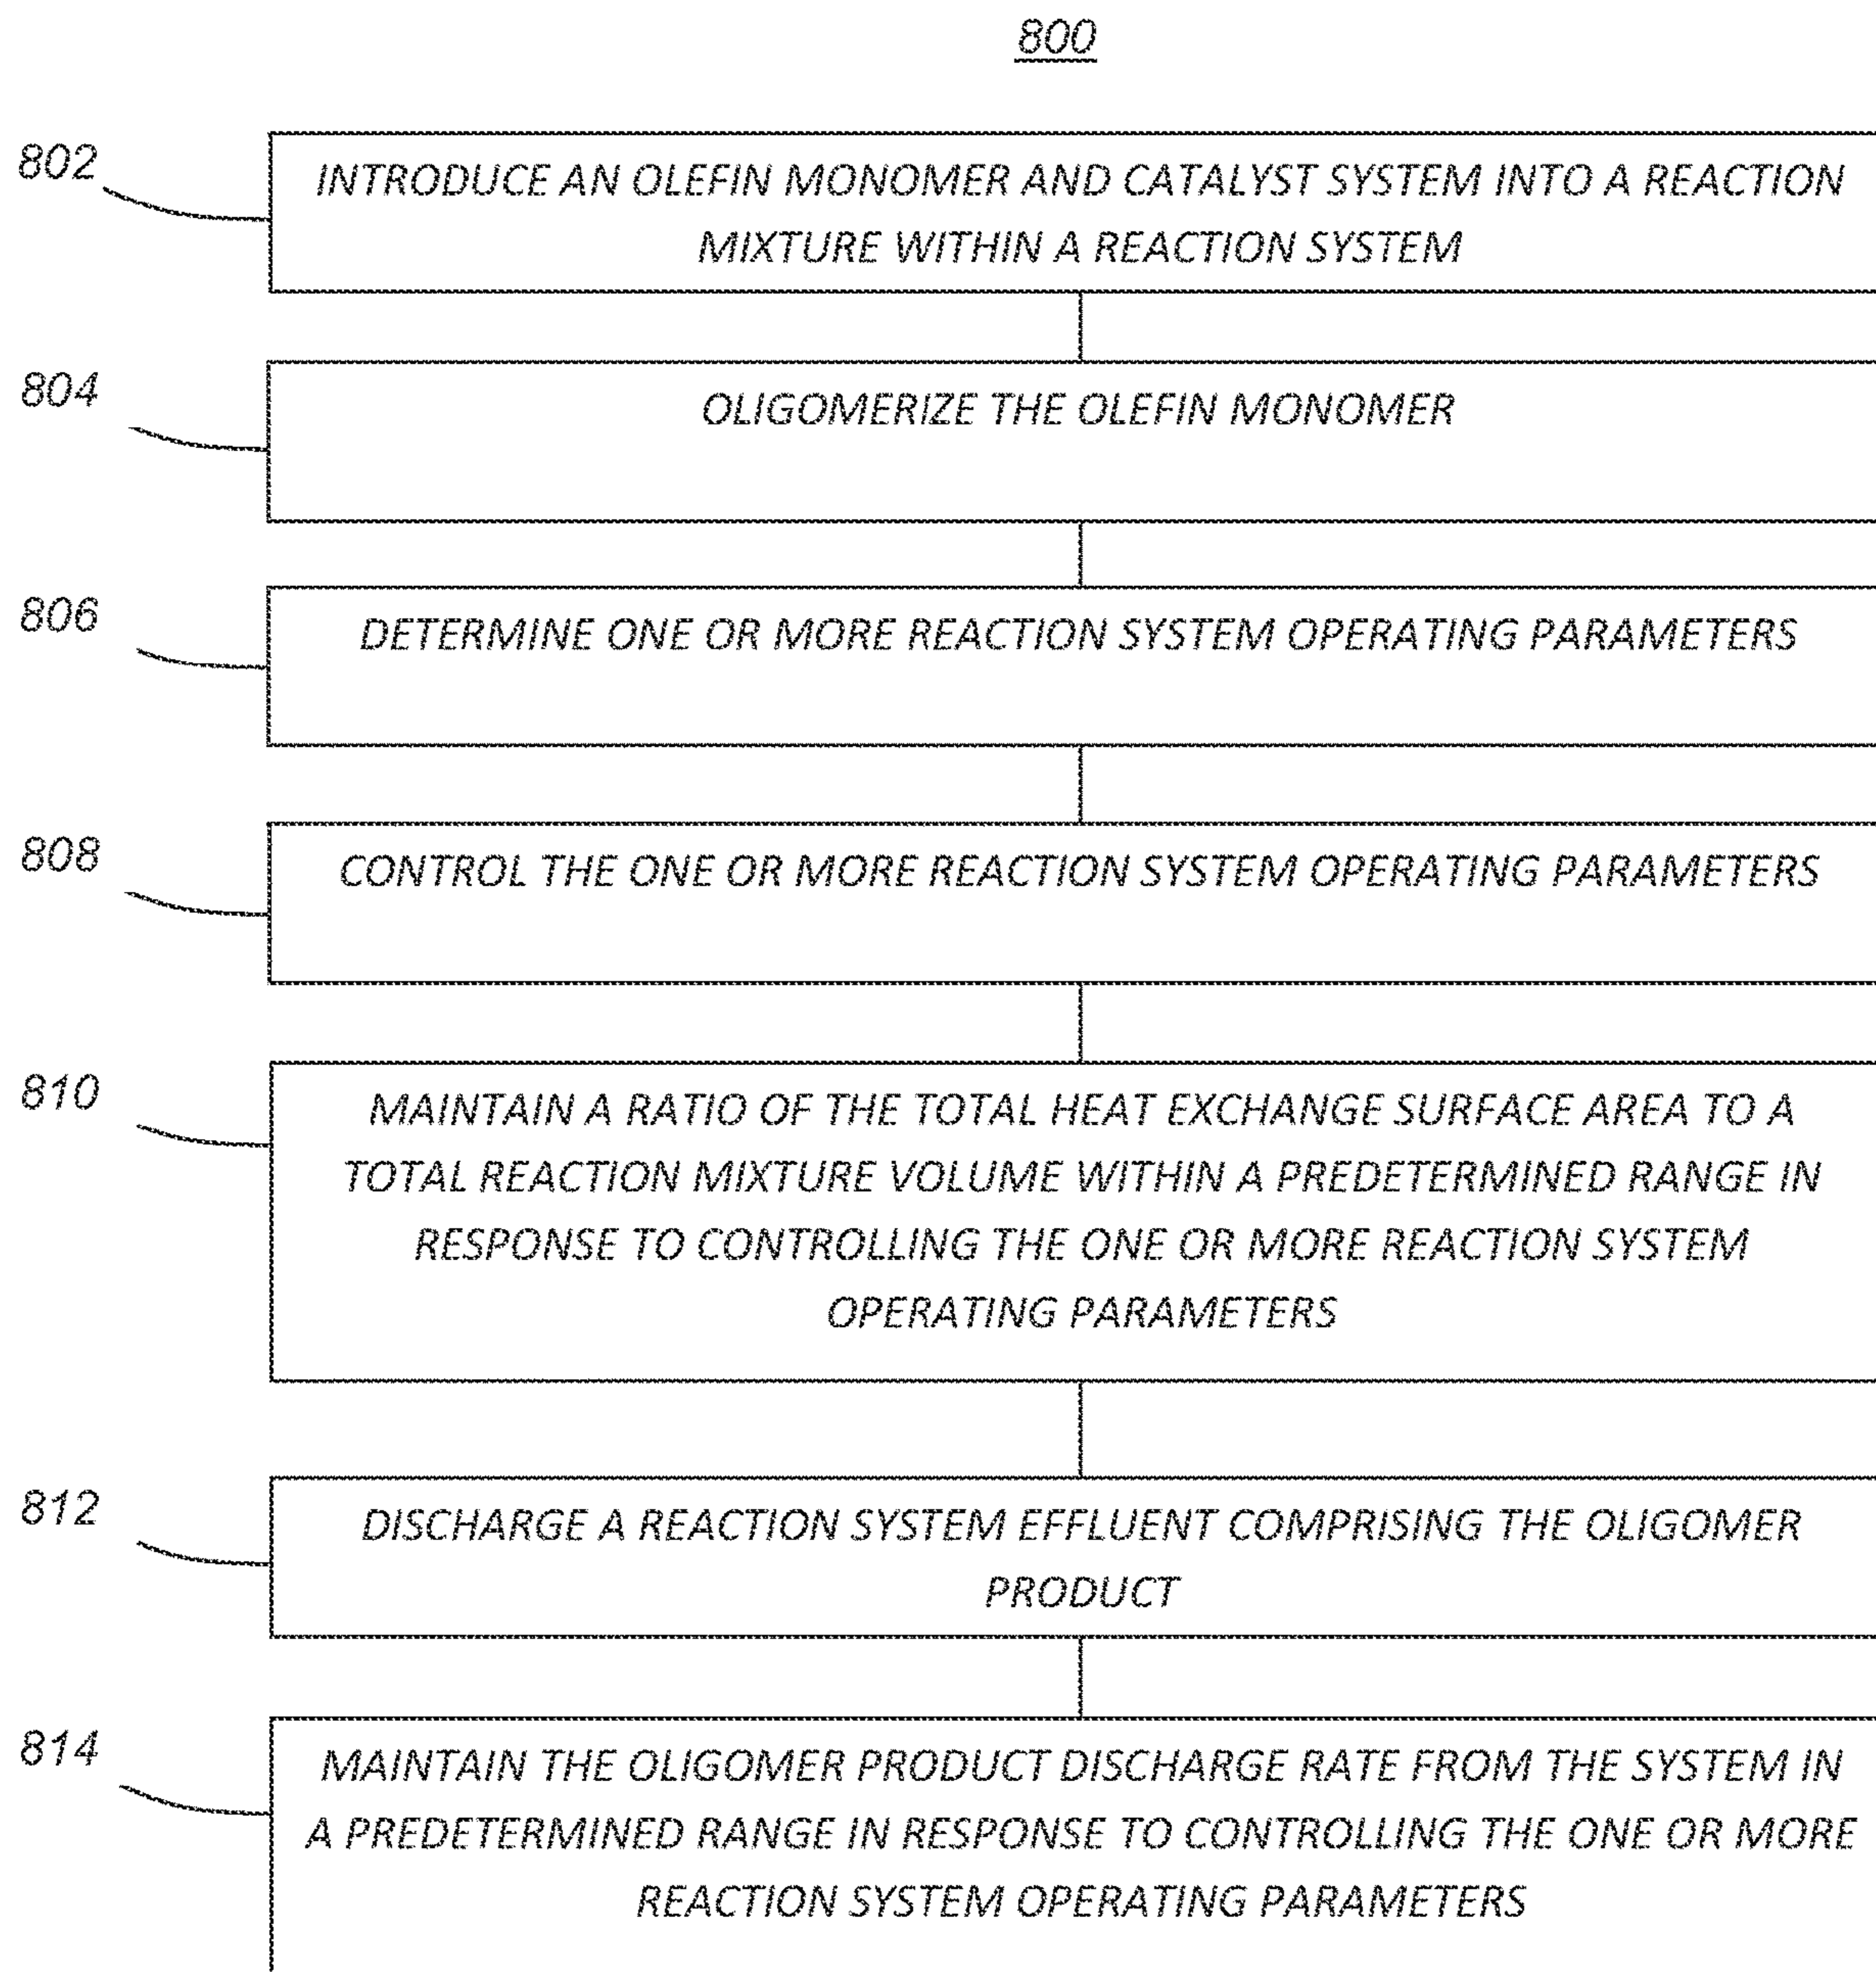 800
802
INTRODUCE AN OLEFIN MONOMER AND CATALYST SYSTEM INTO A REACTION
MIXTURE WITHIN A REACTION SYSTEM
804
OLIGOMERIZE THE OLEFIN MONOMER
806
DETERMINE ONE OR MORE REACTION SYSTEM OPERATING PARAMETERS
808
CONTROL THE ONE OR MORE REACTION SYSTEM OPERATING PARAMETERS
810
MAINTAIN A RATIO OF THE TOTAL HEAT EXCHANGE SURFACE AREA TO A
TOTAL REACTION MIXTURE VOLUME WITHIN A PREDETERMINED RANGE IN
RESPONSE TO CONTROLLING THE ONE OR MORE REACTION SYSTEM
OPERATING PARAMETERS
812
DISCHARGE A REACTION SYSTEM EFFLUENT COMPRISING THE OLIGOMER
PRODUCT
814
MAINTAIN THE OLIGOMER PRODUCT DISCHARGE RATE FROM THE SYSTEM IN
A PREDETERMINED RANGE IN RESPONSE TO CONTROLLING THE ONE OR MORE
REACTION SYSTEM OPERATING PARAMETERS